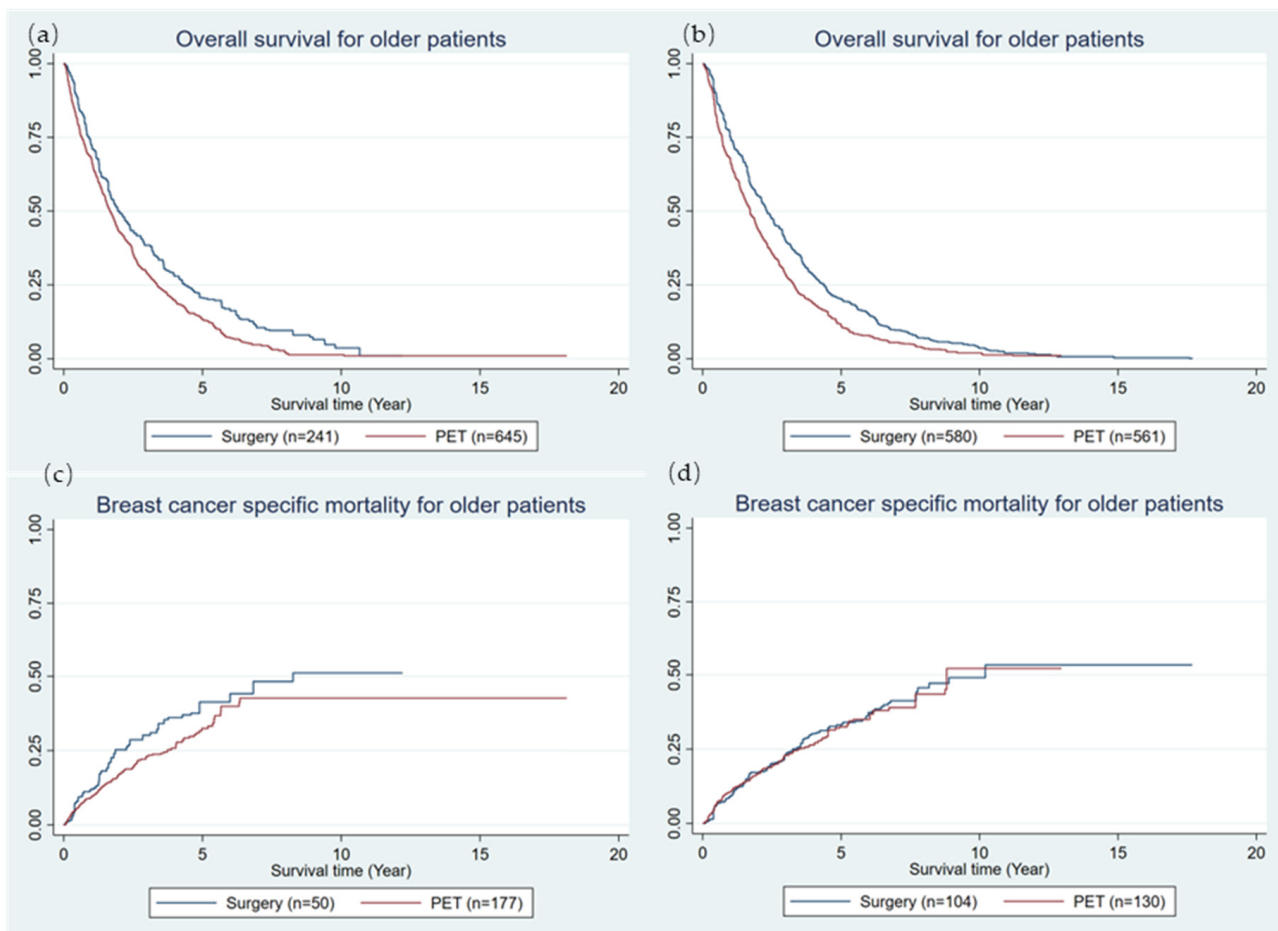 (a)
Overall survival for older patients
1.00
0.75
0.50
0.25
0.00
0 5 10 15 20
Survival time (Year)
Surgery (n=241) PET (n=645)
(b)
Overall survival for older patients
1.00
0.75
0.50
0.25
0.00
0 5 10 15 20
Survival time (Year)
Surgery (n=580) PET (n=561)
(c)
Breast cancer specific mortality for older patients
1.00
0.75
0.50
0.25
0.00
0 5 10 15 20
Survival time (Year)
Surgery (n=50) PET (n=177)
(d)
Breast cancer specific mortality for older patients
1.00
0.75
0.50
0.25
0.00
0 5 10 15 20
Survival time (Year)
Surgery (n=104) PET (n=130)